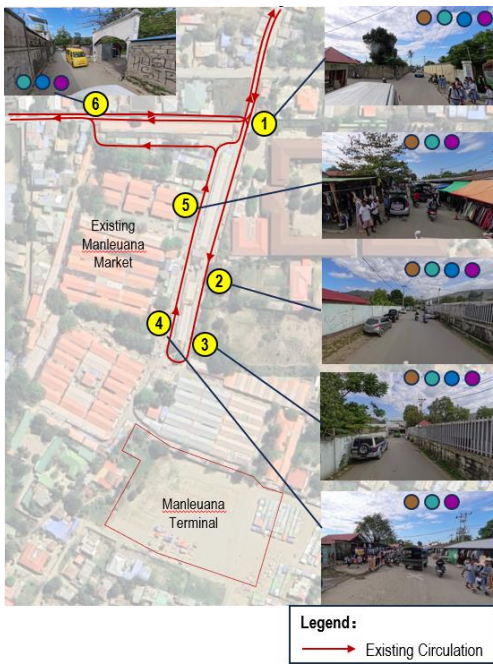 6
1
5
Existing
Manleuana
Market
2
4
3
Manleuana
Terminal
Legend:
Existing Circulation